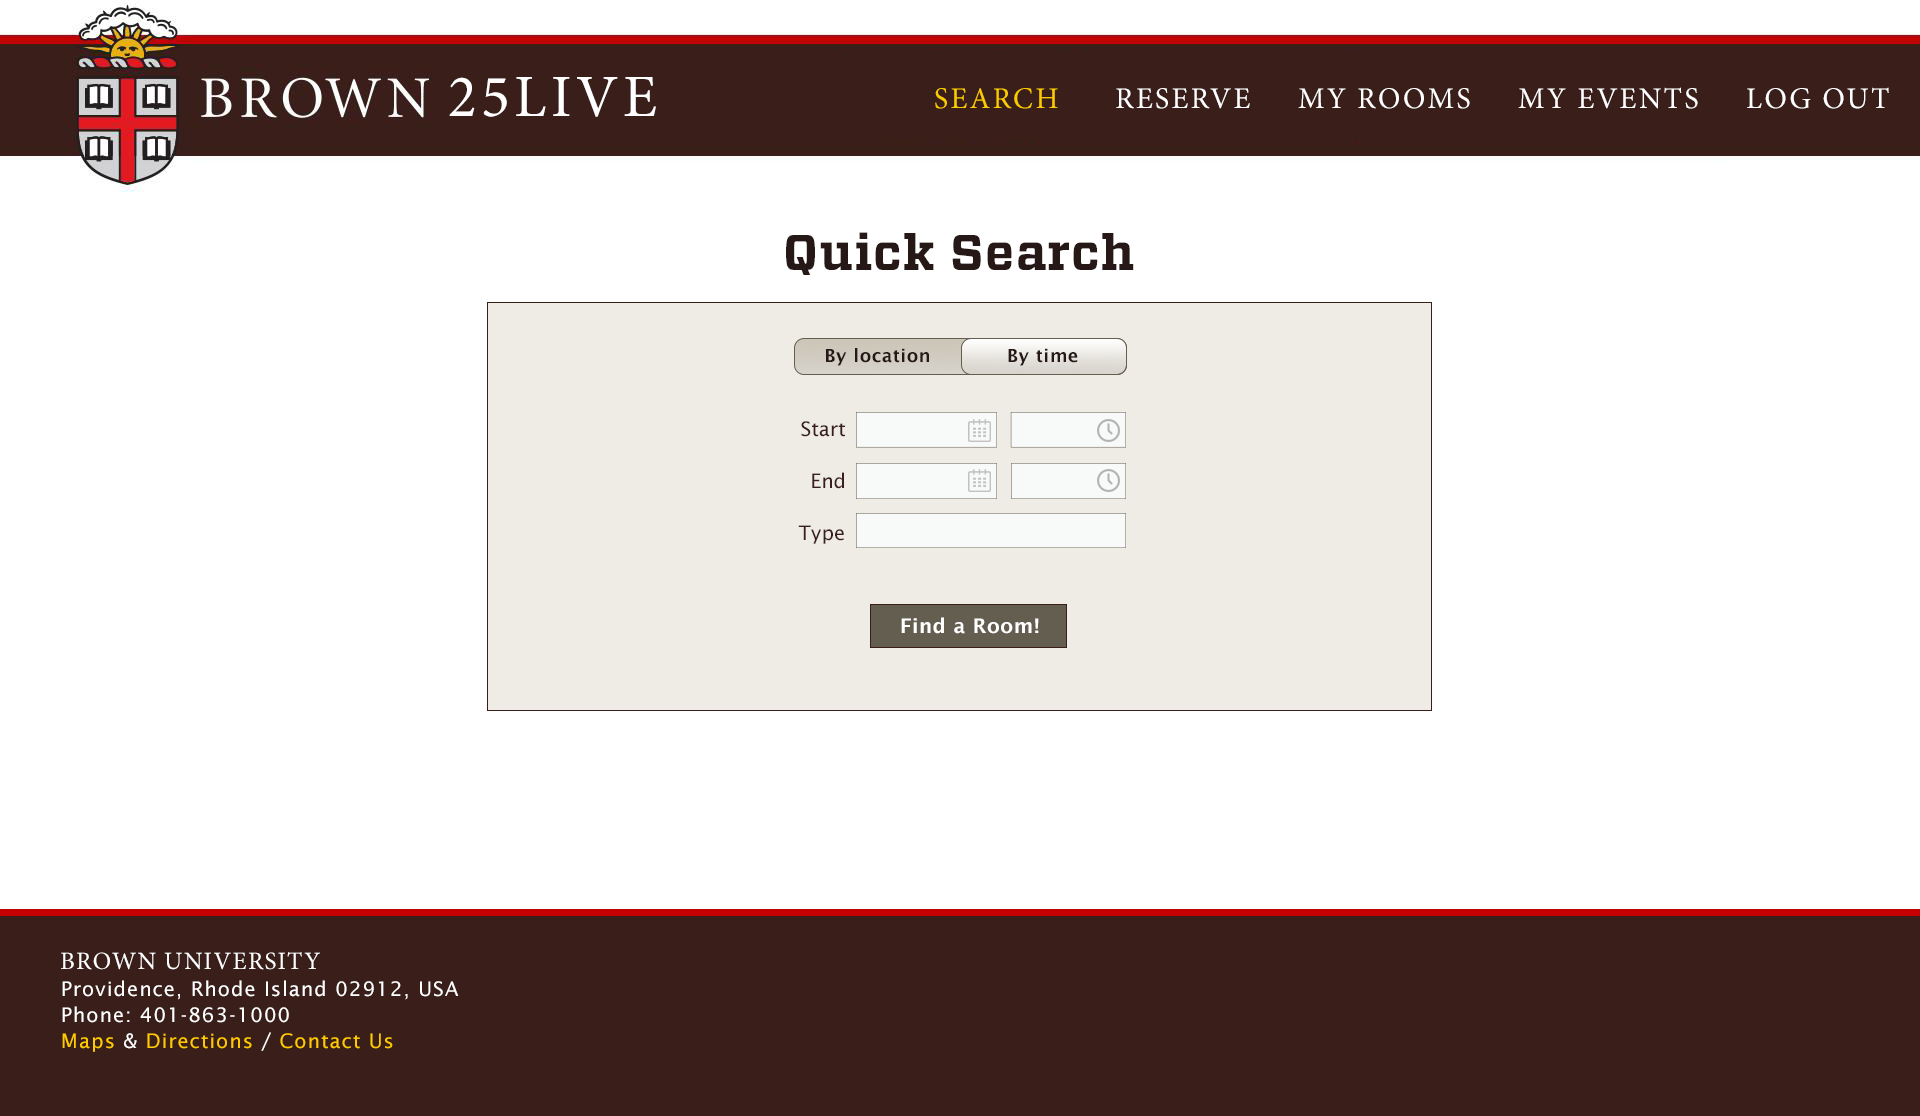 BROWN 25LIVE
SEARCH RESERVE MY ROOMS MY EVENTS LOG OUT
Quick Search
By location By time
Start
End
Type
Find a Room!
BROWN UNIVERSITY
Providence, Rhode Island 02912, USA
Phone: 401-863-1000
Maps & Directions / Contact Us